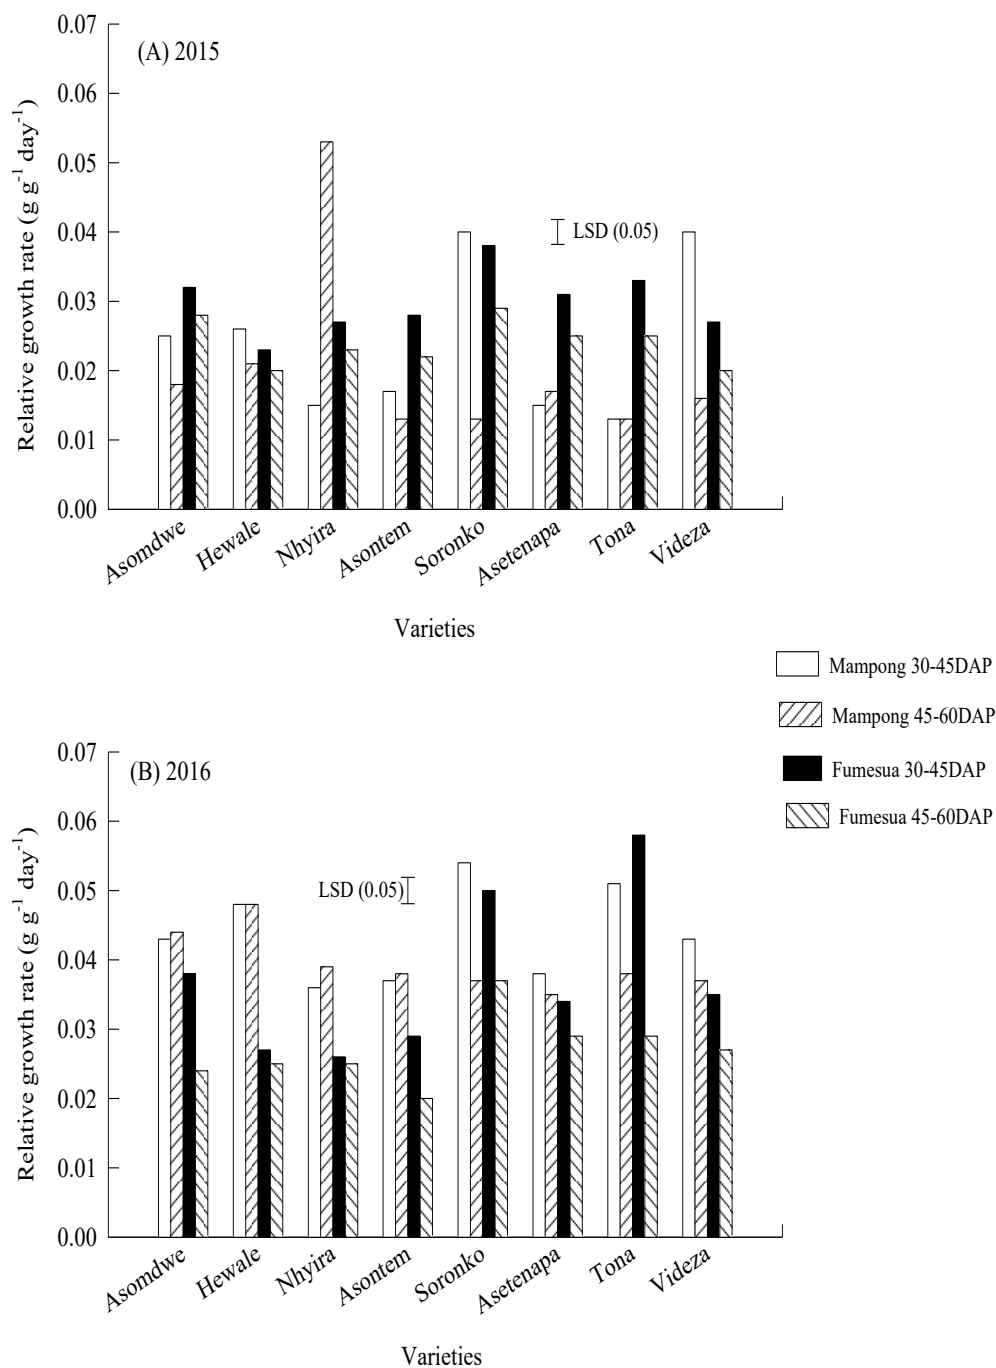 0.07
(A) 2015
0.06
0.05
0.04
LSD (0.05)
0.03
0.02
0.01
0.00
Relative growth rate (g g⁻¹ day⁻¹)
Asomdwe
Hewale
Nhyira
Asontem
Soronko
Asetenapa
Tona
Videza
Varieties
Mampong 30-45DAP
Mampong 45-60DAP
Fumesua 30-45DAP
Fumesua 45-60DAP
0.07
(B) 2016
0.06
0.05
LSD (0.05)
0.04
0.03
0.02
0.01
0.00
Relative growth rate (g g⁻¹ day⁻¹)
Asomdwe
Hewale
Nhyira
Asontem
Soronko
Asetenapa
Tona
Videza
Varieties